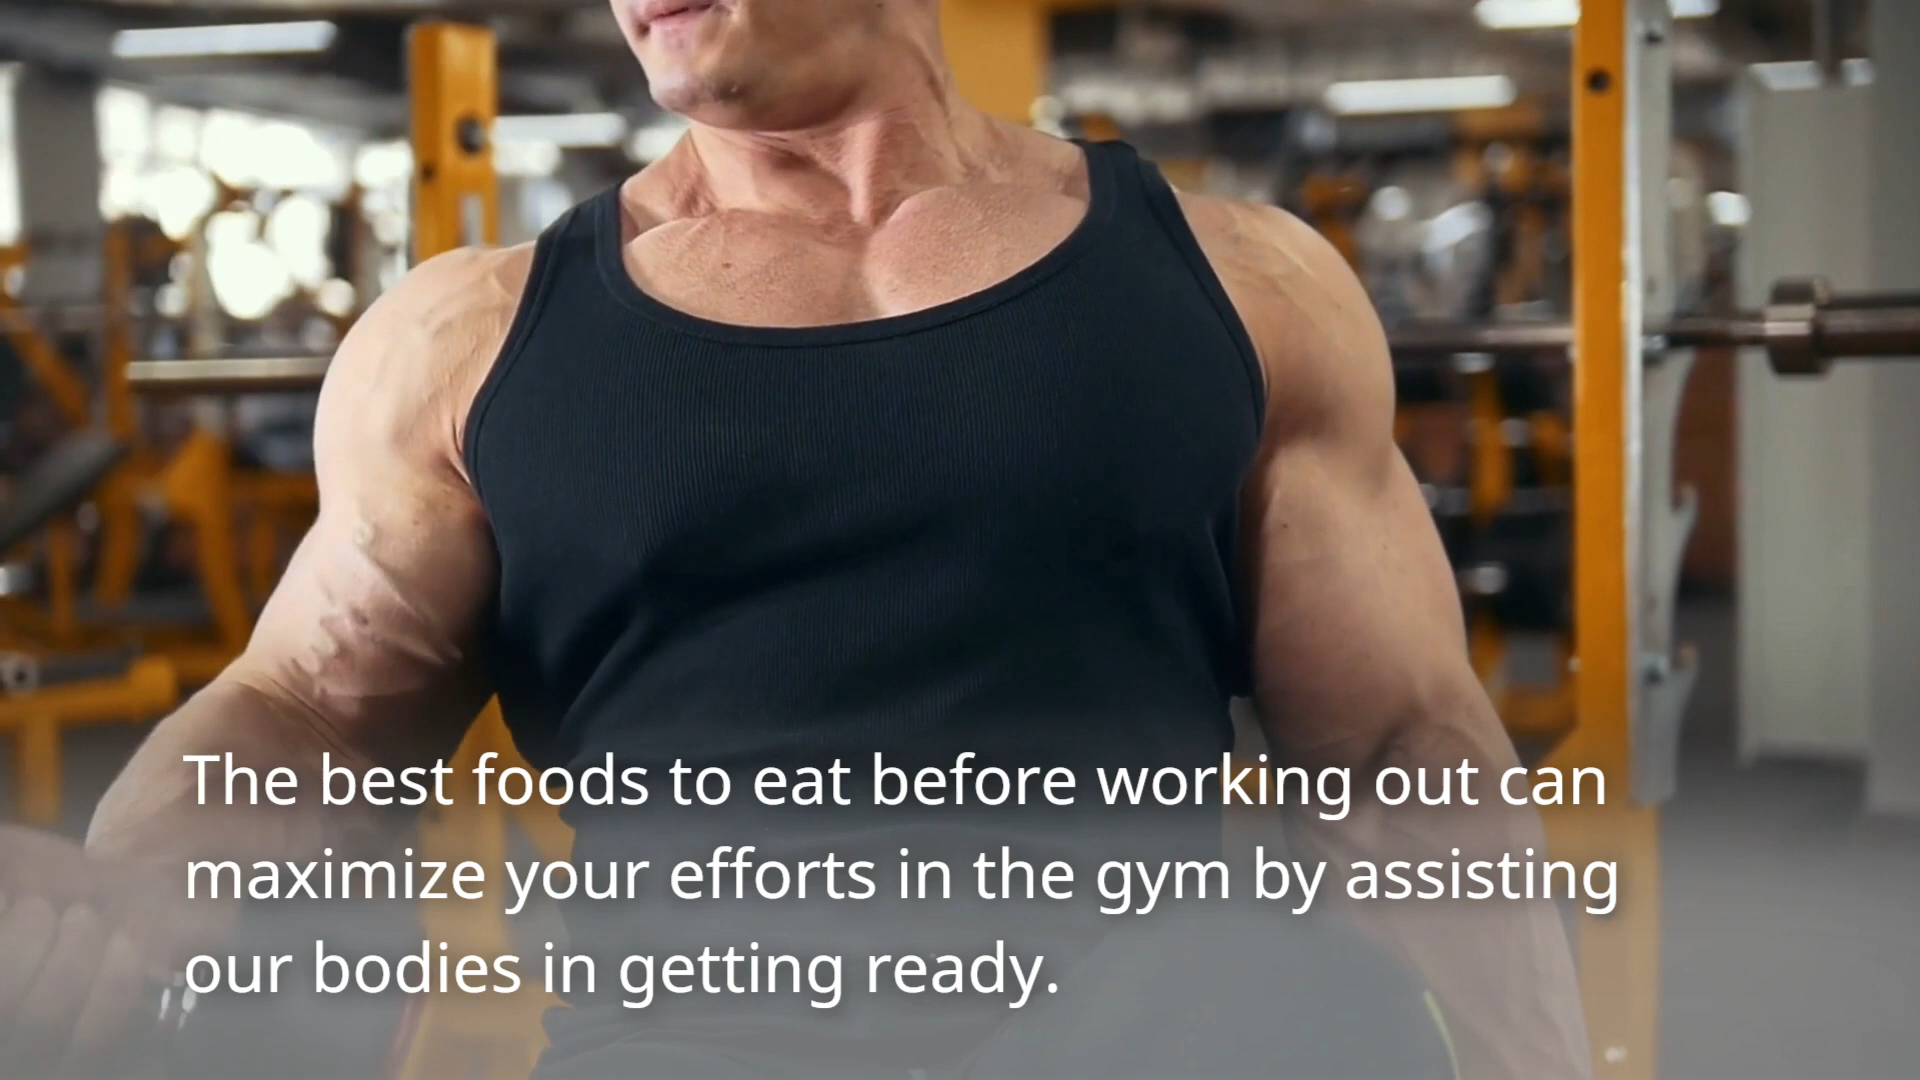 The best foods to eat before working out can
maximize your efforts in the gym by assisting
our bodies in getting ready.